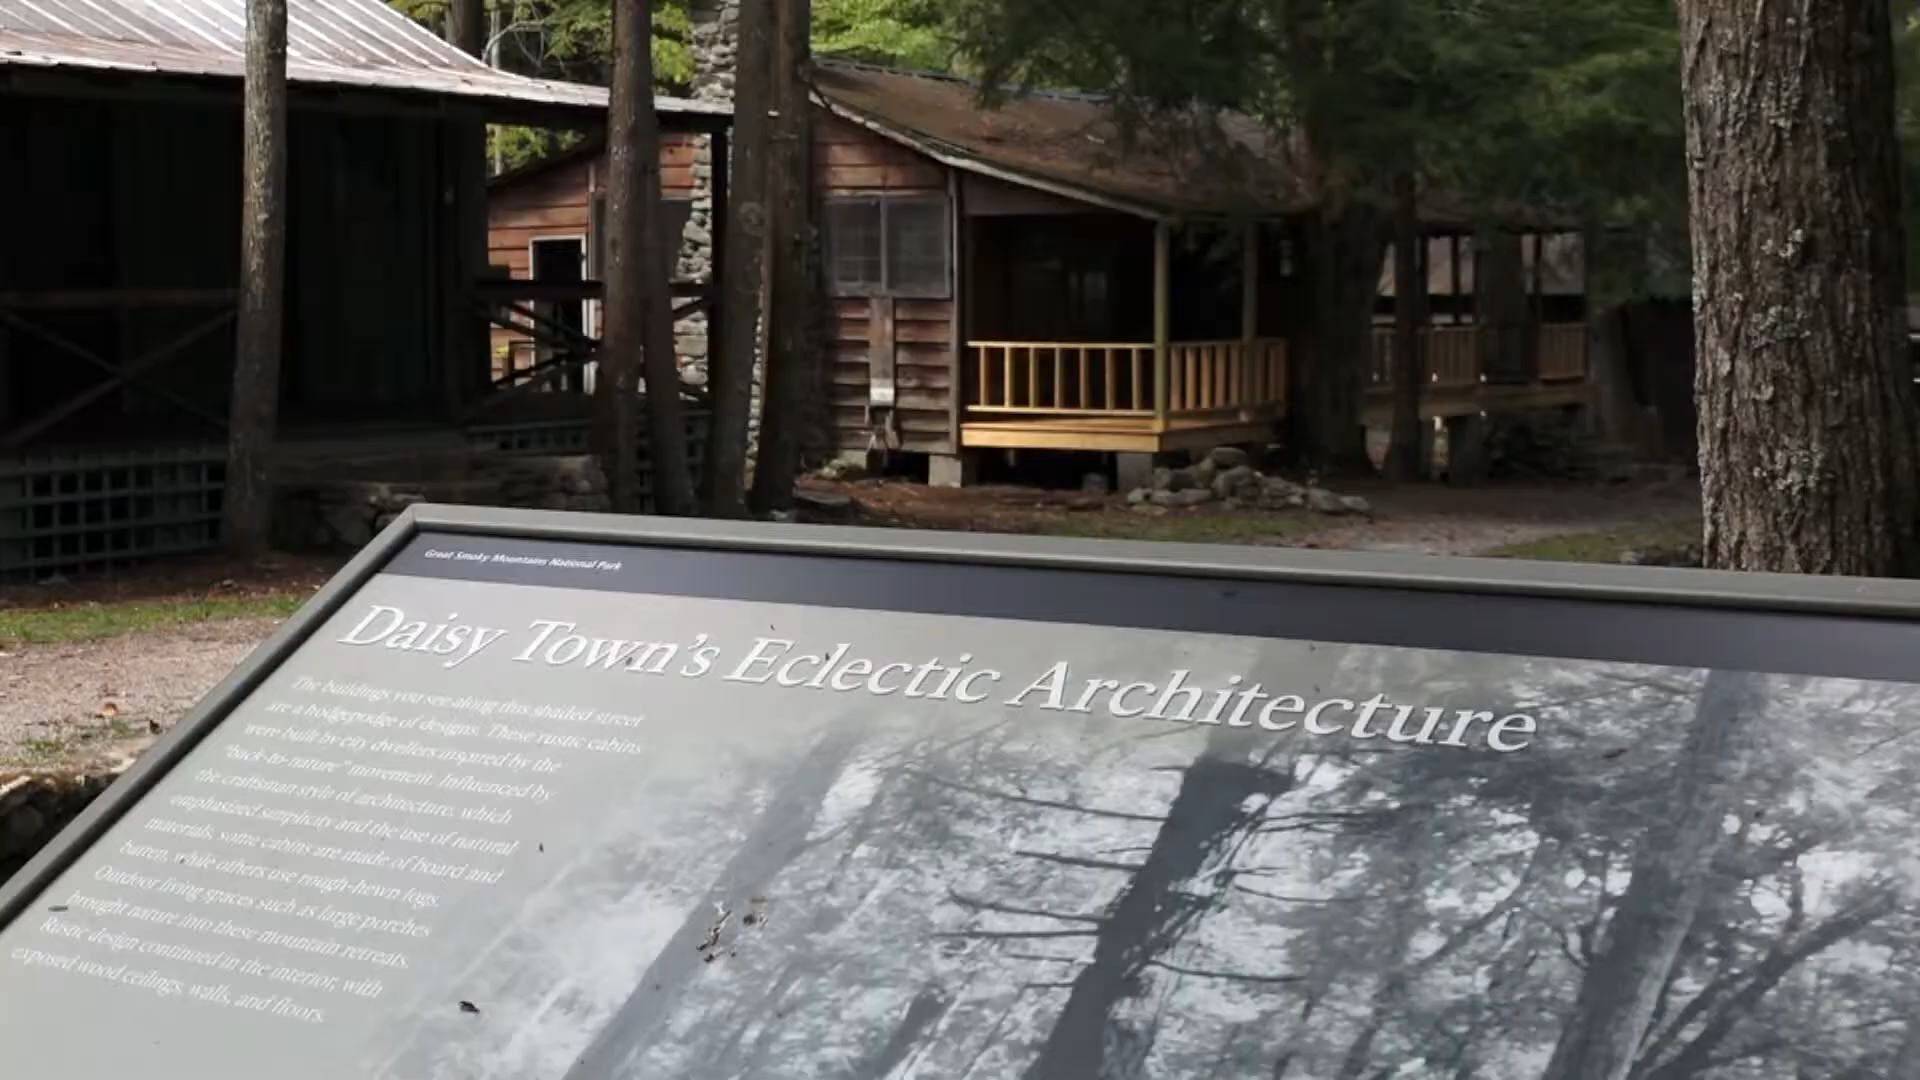 Great Smoky Mountains National Park
Daisy Town's Eclectic Architecture
The buildings you see along this shaded street
are a hodgepodge of designs. These rustic cabins
were built by city dwellers inspired by the
"back-to-nature" movement. Influenced by
the craftsman style of architecture, which
emphasized simplicity and the use of natural
materials, some cabins are made of board and
batten, while others use rough-hewn logs.
Outdoor living spaces such as large porches
brought nature into these mountain retreats.
Rustic design continued in the interior, with
exposed wood ceilings, walls, and floors.